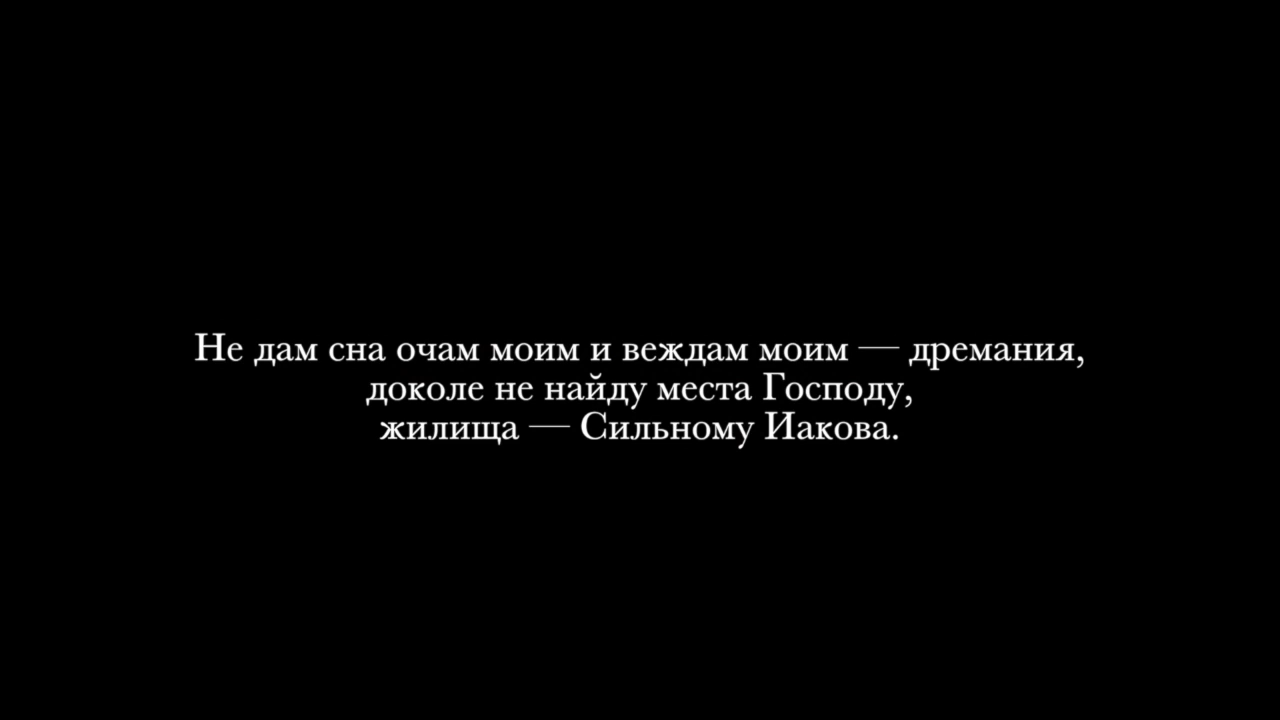 Не дам сна очам моим и веждам моим — дремания,
доколе не найду места Господу,
жилища — Сильному Иакова.